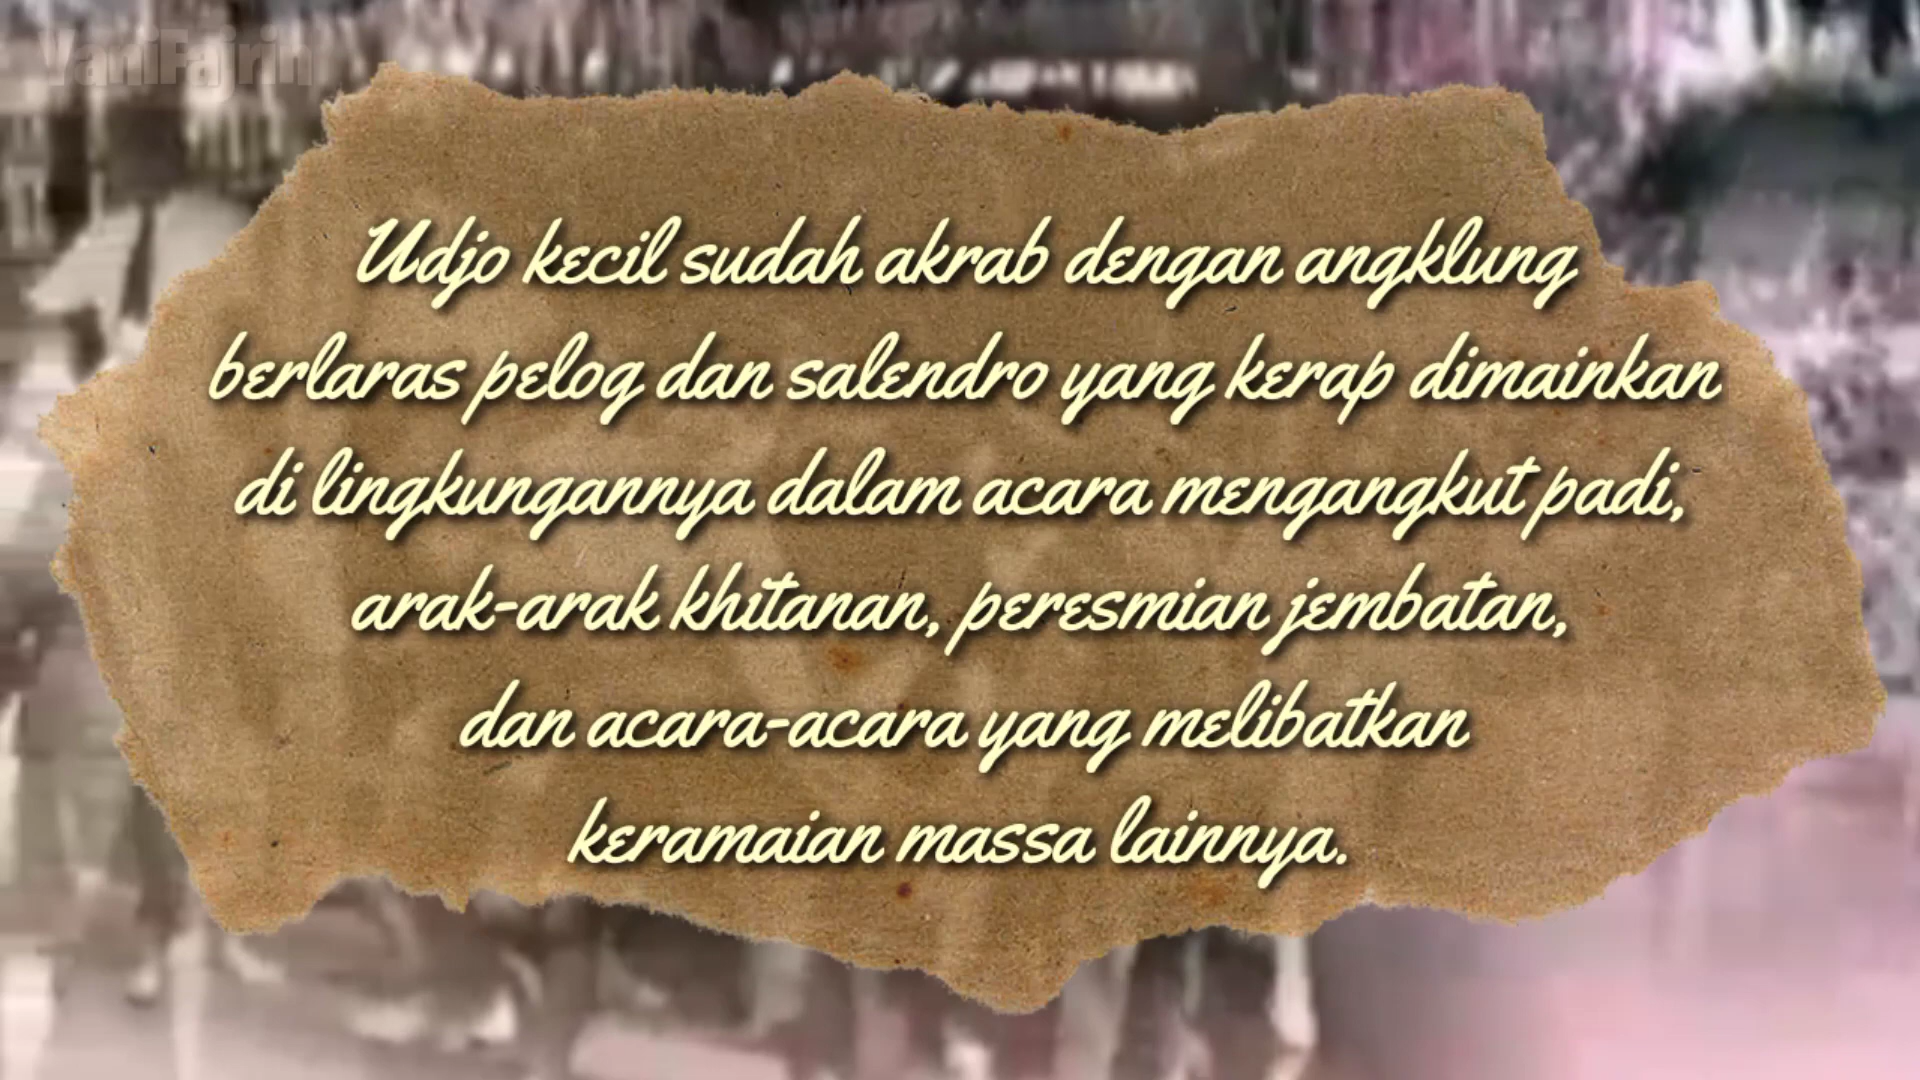 YaniFajrin
Udjo kecil sudah akrab dengan angklung
berlaras pelog dan salendro yang kerap dimainkan
di lingkungannya dalam acara mengangkut padi,
arak-arak khitanan, peresmian jembatan,
dan acara-acara yang melibatkan
keramaian massa lainnya.